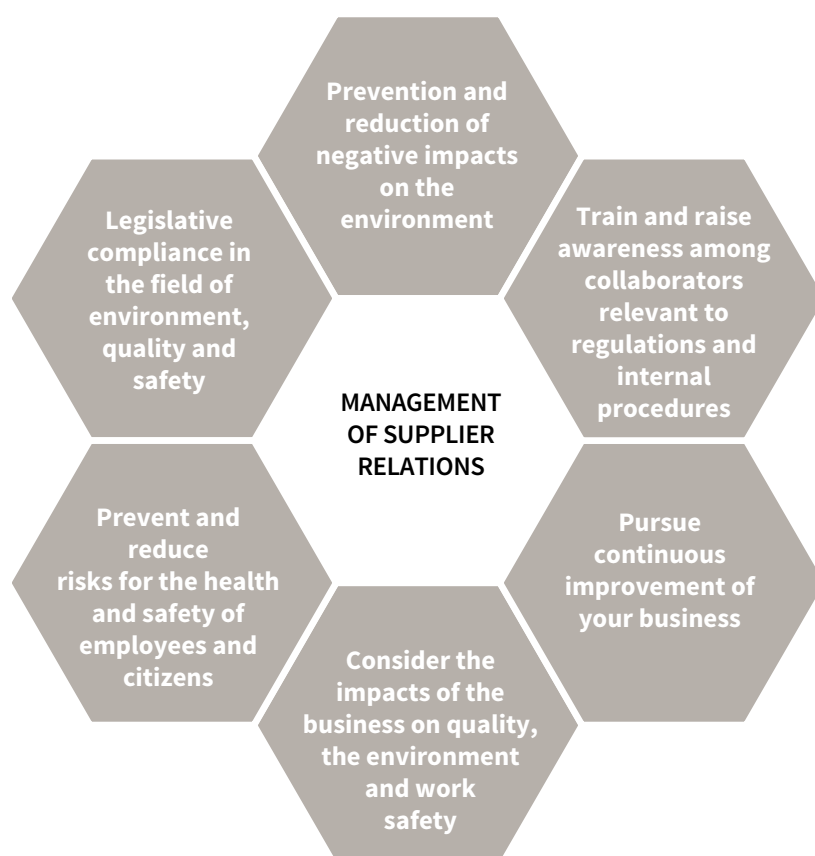 Prevention and
reduction of
negative impacts
on the
environment
Train and raise
awareness among
collaborators
relevant to
regulations and
internal
procedures
Pursue
continuous
improvement of
your business
Consider the
impacts of the
business on quality,
the environment
and work
safety
Prevent and
reduce
risks for the health
and safety of
employees and
citizens
Legislative
compliance in
the field of
environment,
quality and
safety
MANAGEMENT
OF SUPPLIER
RELATIONS